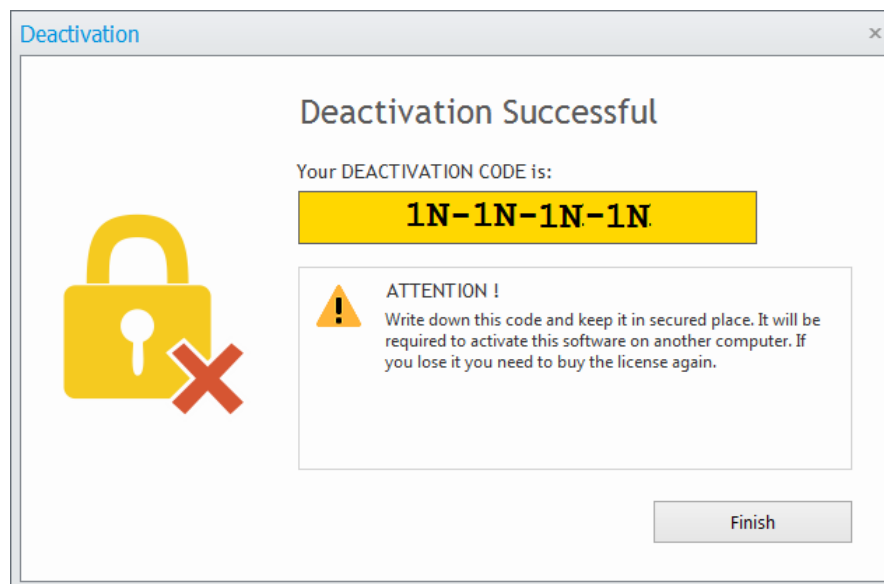 Deactivation
Deactivation Successful
Your DEACTIVATION CODE is:
1N-1N-1N-1N
ATTENTION !
Write down this code and keep it in secured place. It will be
required to activate this software on another computer. If
you lose it you need to buy the license again.
Finish